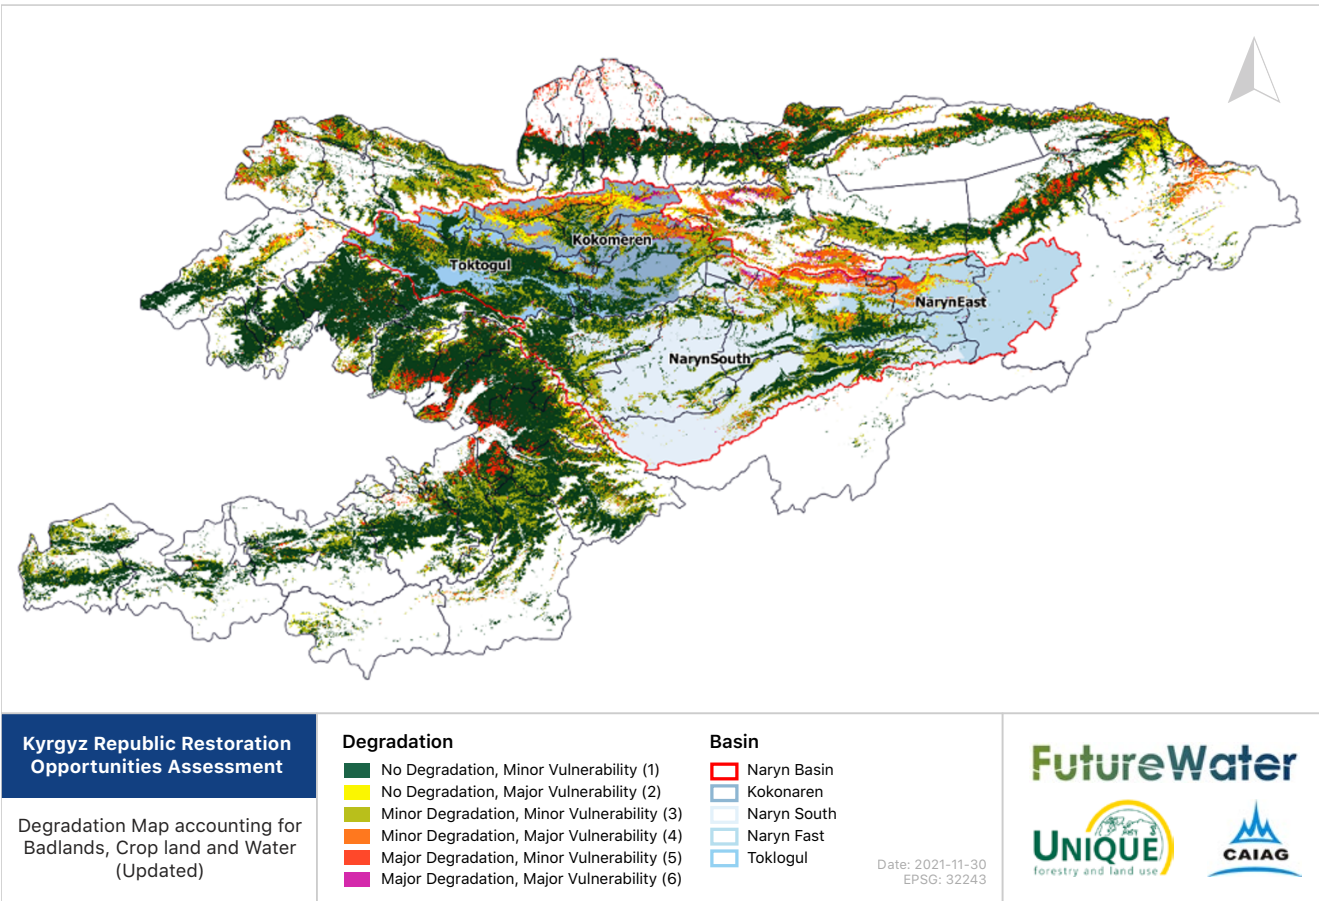 Kokomeren
Toktogul
NarynEast
NarynSouth
Kyrgyz Republic Restoration
Opportunities Assessment
Degradation Map accounting for
Badlands, Crop land and Water
(Updated)
Degradation
No Degradation, Minor Vulnerability (1)
No Degradation, Major Vulnerability (2)
Minor Degradation, Minor Vulnerability (3)
Minor Degradation, Major Vulnerability (4)
Major Degradation, Minor Vulnerability (5)
Major Degradation, Major Vulnerability (6)
Basin
Naryn Basin
Kokonaren
Naryn South
Naryn Fast
Toklogul
Date: 2021-11-30
EPSG: 32243
FutureWater
UNIQUE
forestry and land use
CAIAG